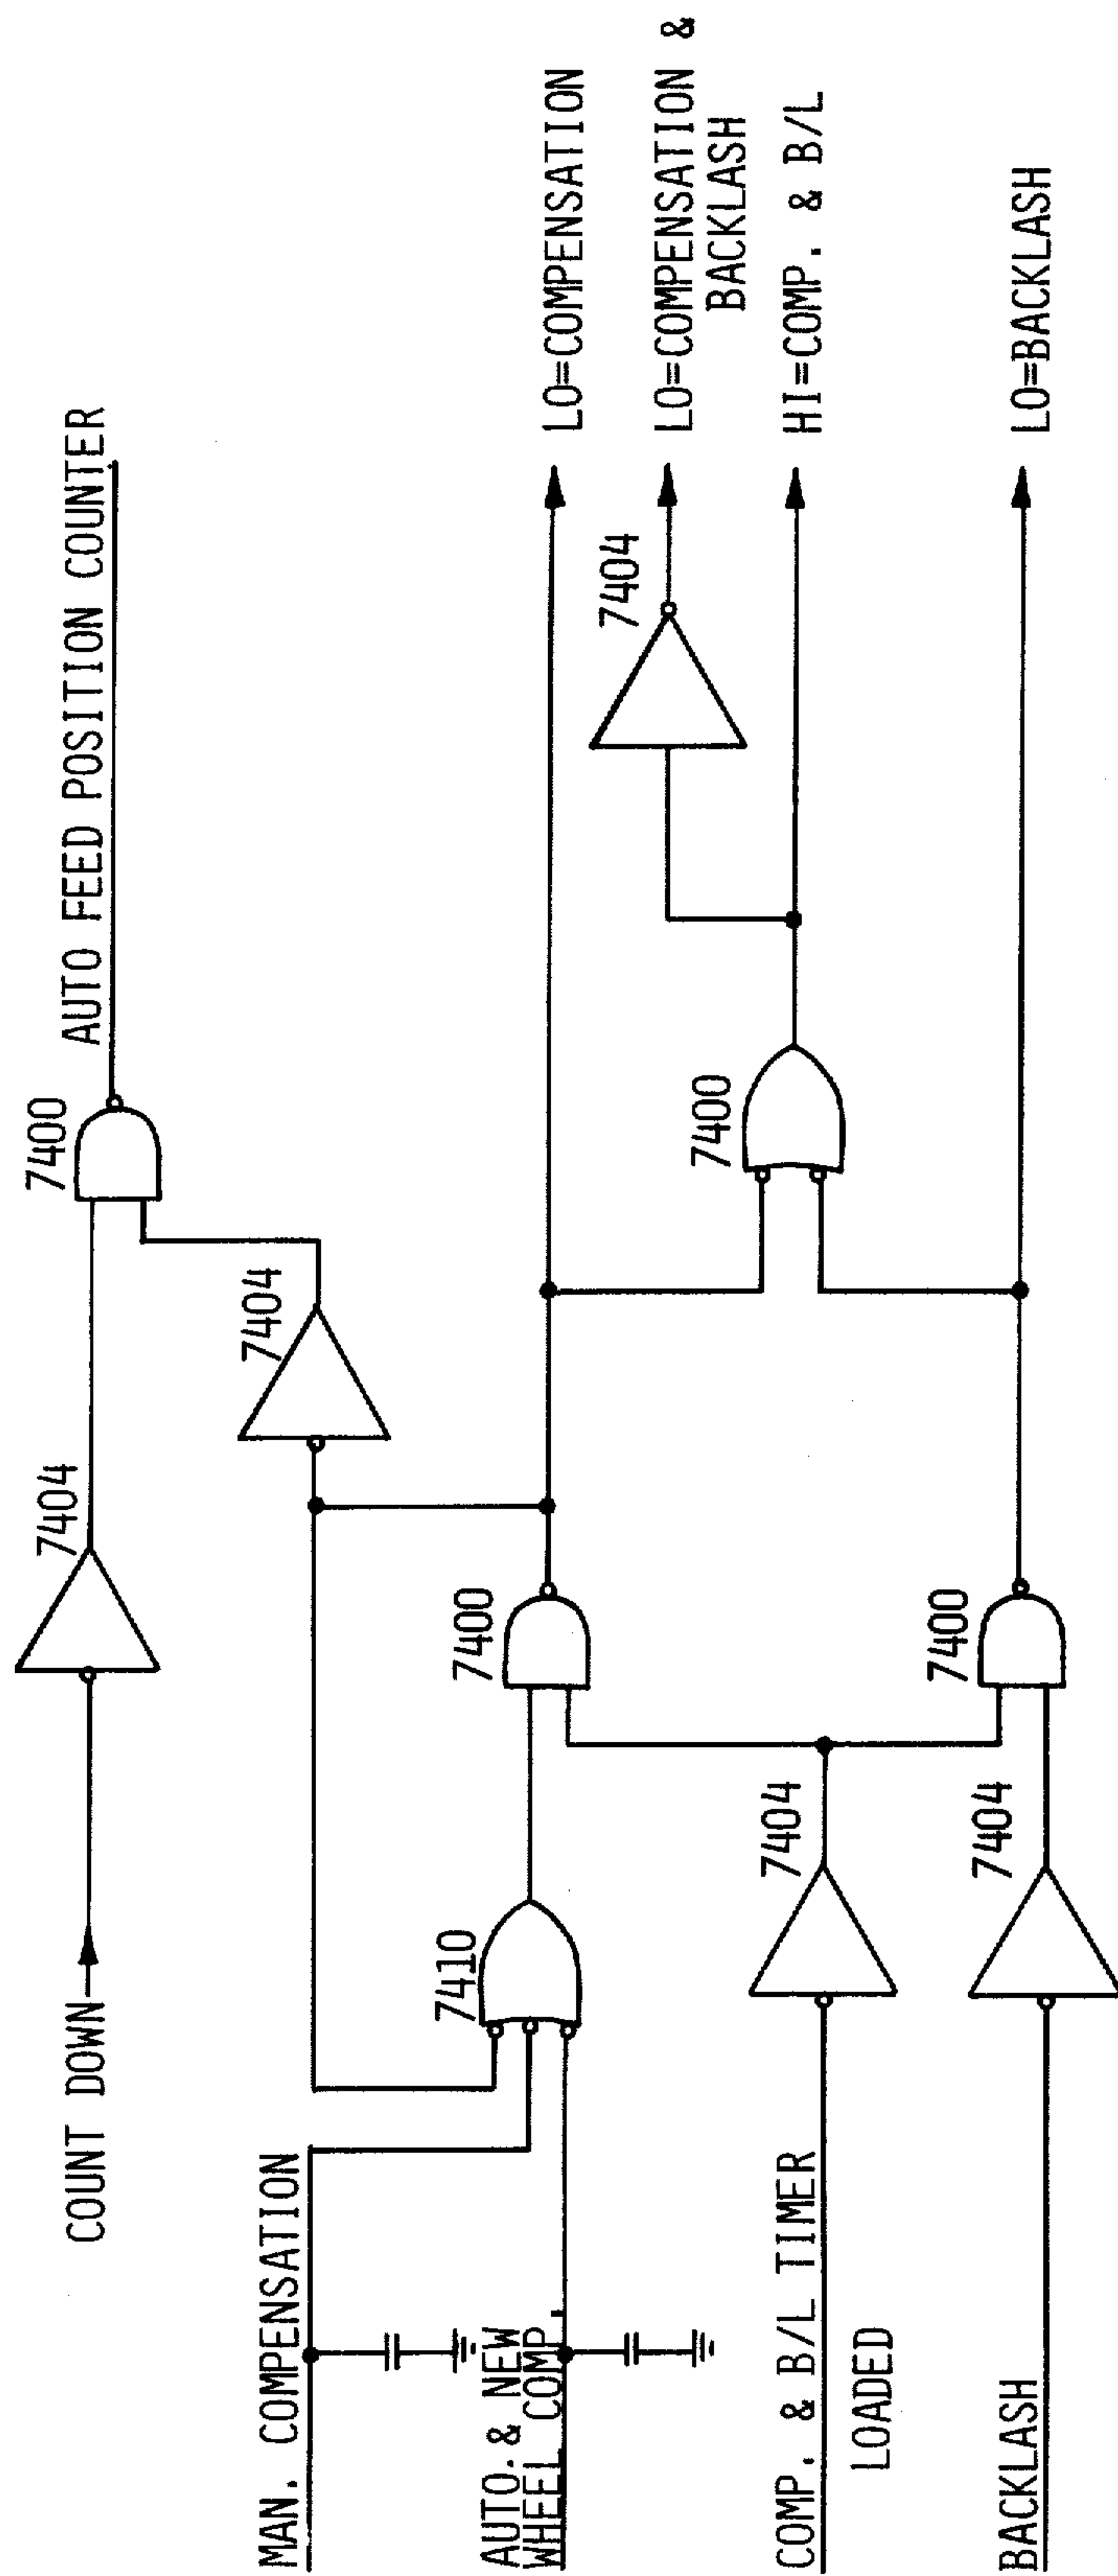 COUNT DOWN
7404
7400
AUTO FEED POSITION COUNTER
7404
MAN. COMPENSATION
AUTO. & NEW
WHEEL COMP.
7410
7400
LO=COMPENSATION
7404
LO=COMPENSATION &
BACKLASH
7400
HI=COMP. & B/L
COMP. & B/L TIMER
LOADED
7404
BACKLASH
7404
7400
LO=BACKLASH
&